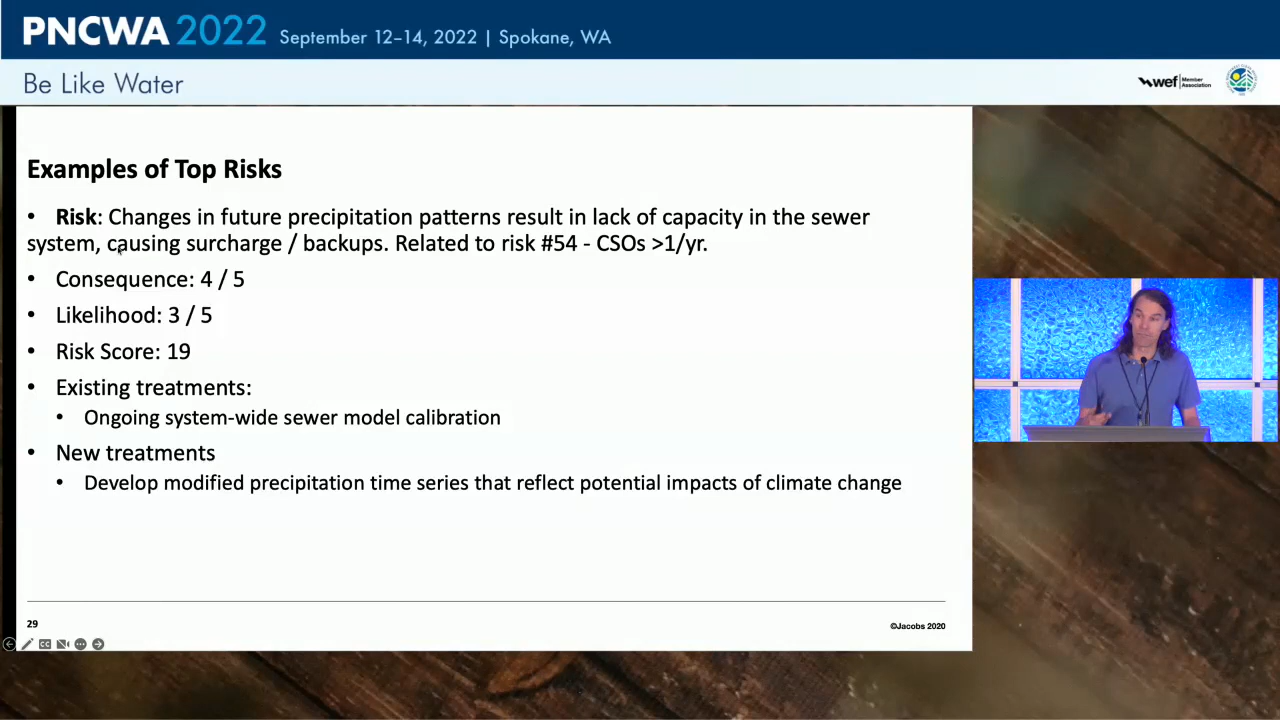 PNCWA 2022 September 12–14, 2022 | Spokane, WA
Be Like Water
wef Member Association
Examples of Top Risks
• Risk: Changes in future precipitation patterns result in lack of capacity in the sewer
system, causing surcharge / backups. Related to risk #54 - CSOs >1/yr.
• Consequence: 4 / 5
• Likelihood: 3 / 5
• Risk Score: 19
• Existing treatments:
• Ongoing system-wide sewer model calibration
• New treatments
• Develop modified precipitation time series that reflect potential impacts of climate change
29
©Jacobs 2020
CC